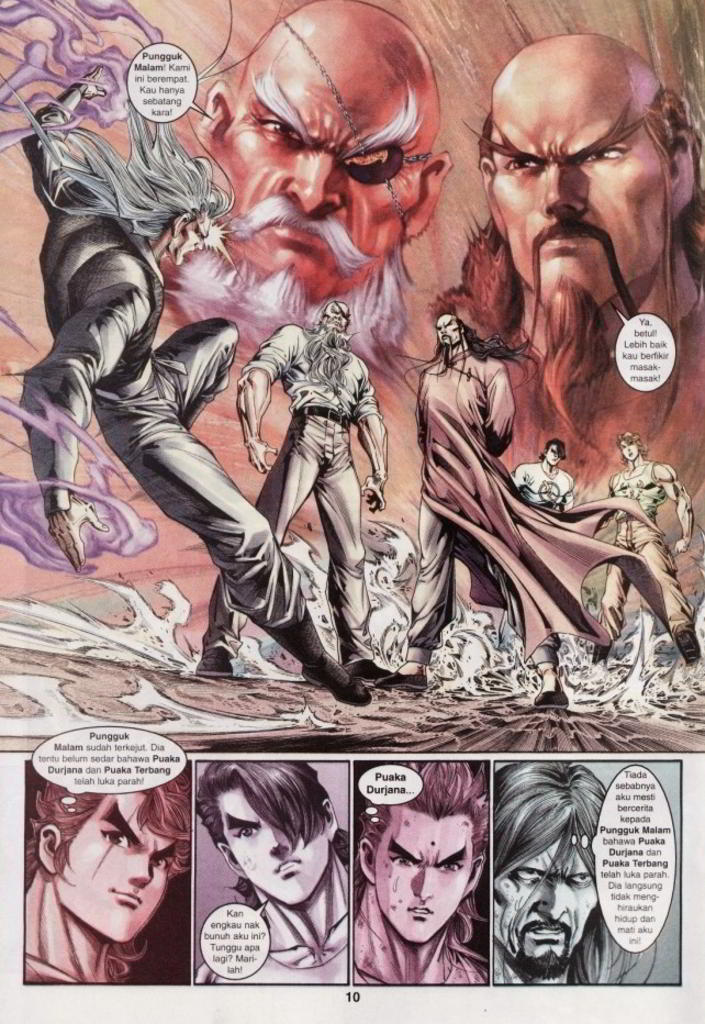 Pungguk
Malam! Kami
ini berempat.
Kau hanya
sebatang
kara!
Ya,
betul!
Lebih baik
kau berfikir
masak-
masak!
Pungguk
Malam sudah terkejut. Dia
tentu belum sedar bahawa Puaka
Durjana dan Puaka Terbang
telah luka parah!
Kan
engkau nak
bunuh aku ini?
Tunggu apa
lagi? Mari-
lah!
Puaka
Durjana...
Tiada
sebabnya
aku mesti
bercerita
kepada
Pungguk Malam
bahawa Puaka
Durjana dan
Puaka Terbang
telah luka parah.
Dia langsung
tidak meng-
hiraukan
hidup dan
mati aku
ini!
10